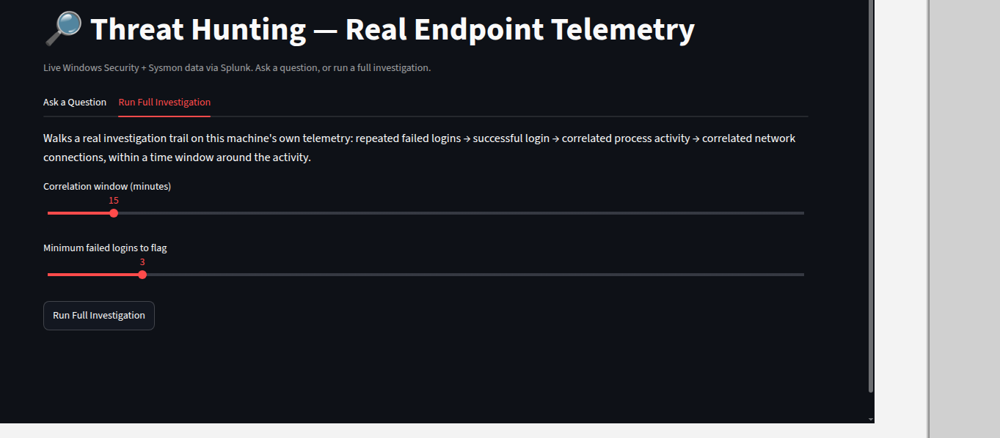 Threat Hunting — Real Endpoint Telemetry
Live Windows Security + Sysmon data via Splunk. Ask a question, or run a full investigation.
Ask a Question Run Full Investigation
Walks a real investigation trail on this machine's own telemetry: repeated failed logins → successful login → correlated process activity → correlated network
connections, within a time window around the activity.
Correlation window (minutes)
15
Minimum failed logins to flag
3
Run Full Investigation